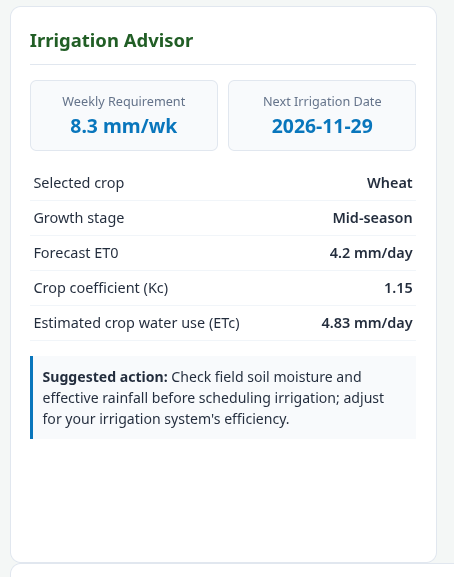 Irrigation Advisor
Weekly Requirement
8.3 mm/wk
Next Irrigation Date
2026-11-29
Selected crop Wheat
Growth stage Mid-season
Forecast ET0 4.2 mm/day
Crop coefficient (Kc) 1.15
Estimated crop water use (ETc) 4.83 mm/day
Suggested action: Check field soil moisture and
effective rainfall before scheduling irrigation; adjust
for your irrigation system's efficiency.